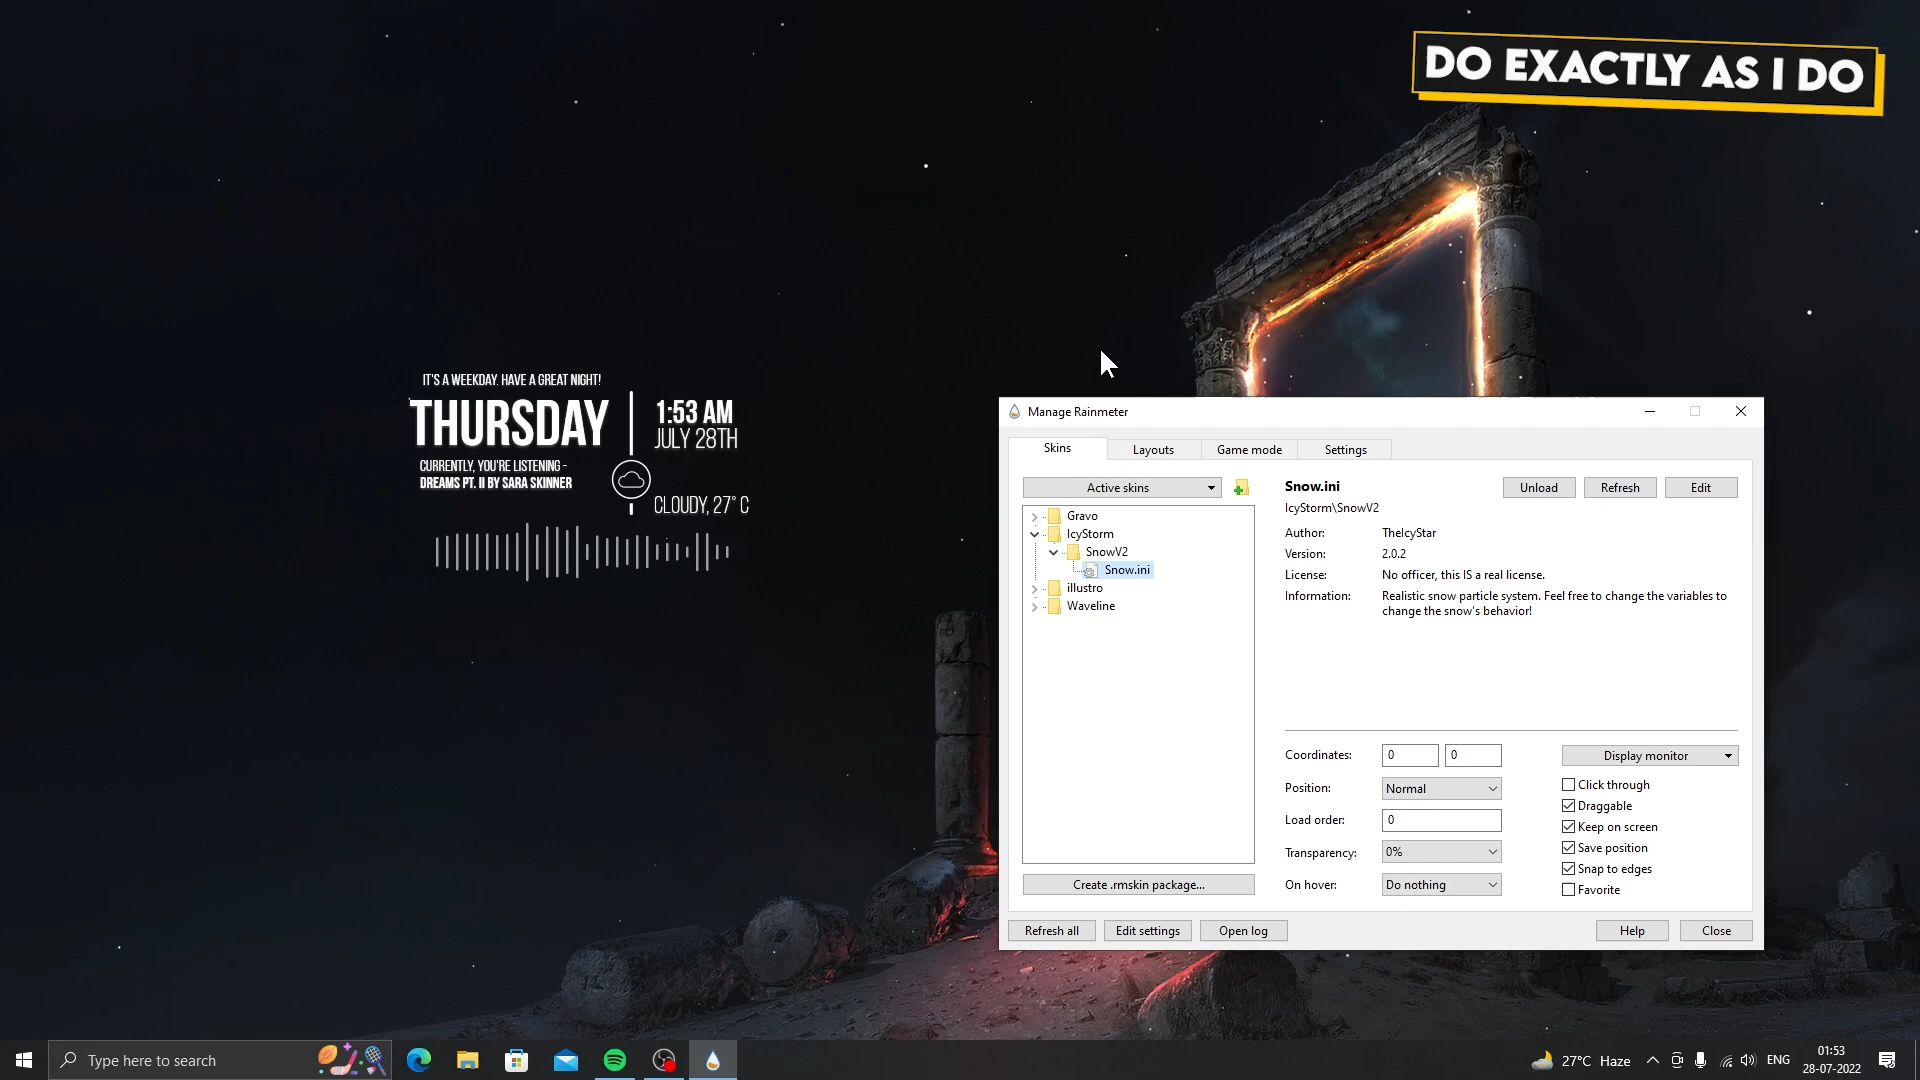 DO EXACTLY AS I DO
IT'S A WEEKDAY. HAVE A GREAT NIGHT!
THURSDAY
1:53 AM
JULY 28TH
CURRENTLY, YOU'RE LISTENING -
DREAMS PT. II BY SARA SKINNER
CLOUDY, 27° C
Manage Rainmeter
Skins
Layouts
Game mode
Settings
Active skins
Gravo
IcyStorm
SnowV2
Snow.ini
illustro
Waveline
Create .rmskin package...
Snow.ini
Unload
Refresh
Edit
IcyStorm\SnowV2
Author: TheIcyStar
Version: 2.0.2
License: No officer, this IS a real license.
Information: Realistic snow particle system. Feel free to change the variables to
change the snow's behavior!
Coordinates: 0 0
Display monitor
Position: Normal
Click through
Draggable
Load order: 0
Keep on screen
Transparency: 0%
Save position
Snap to edges
On hover: Do nothing
Favorite
Refresh all
Edit settings
Open log
Help
Close
Type here to search
27°C Haze
ENG
01:53
28-07-2022